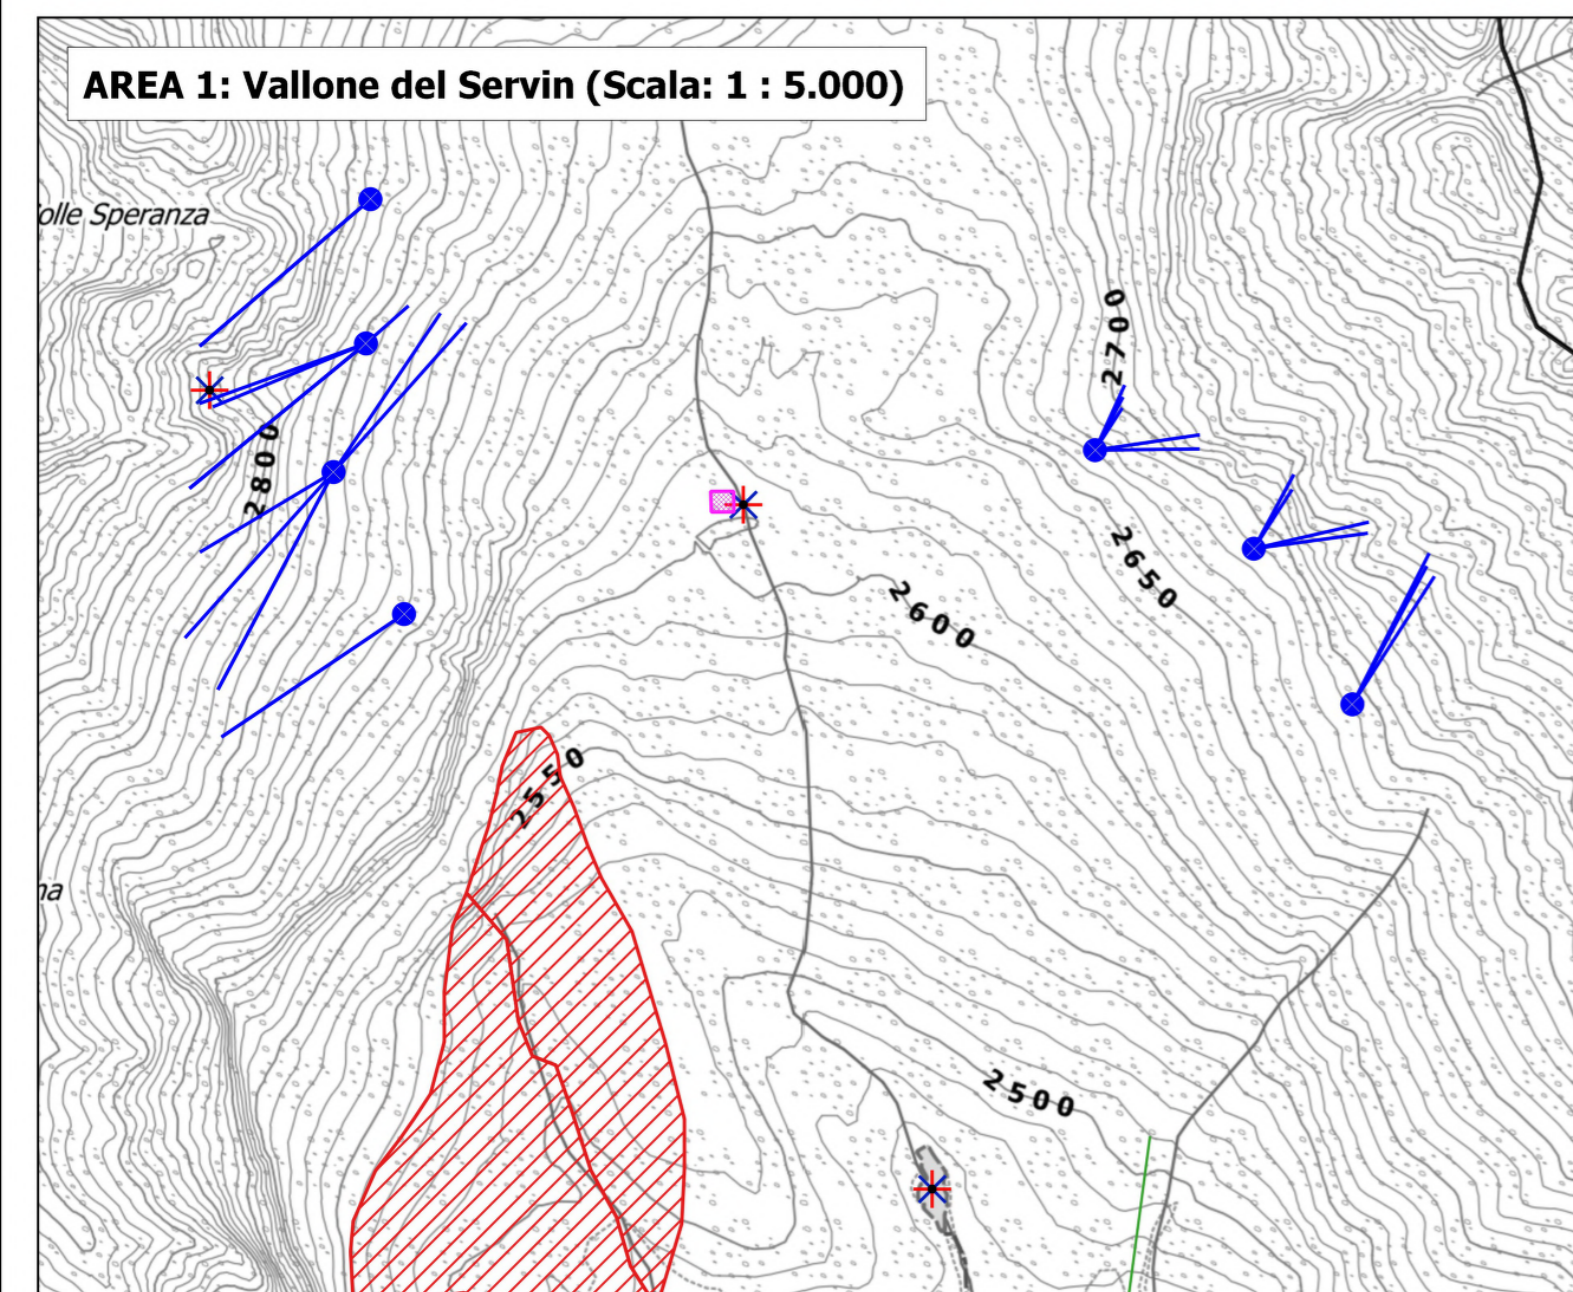 AREA 1: Vallone del Servin (Scala: 1 : 5.000)
olle Speranza
2700
2800
2650
2600
2550
na
2500